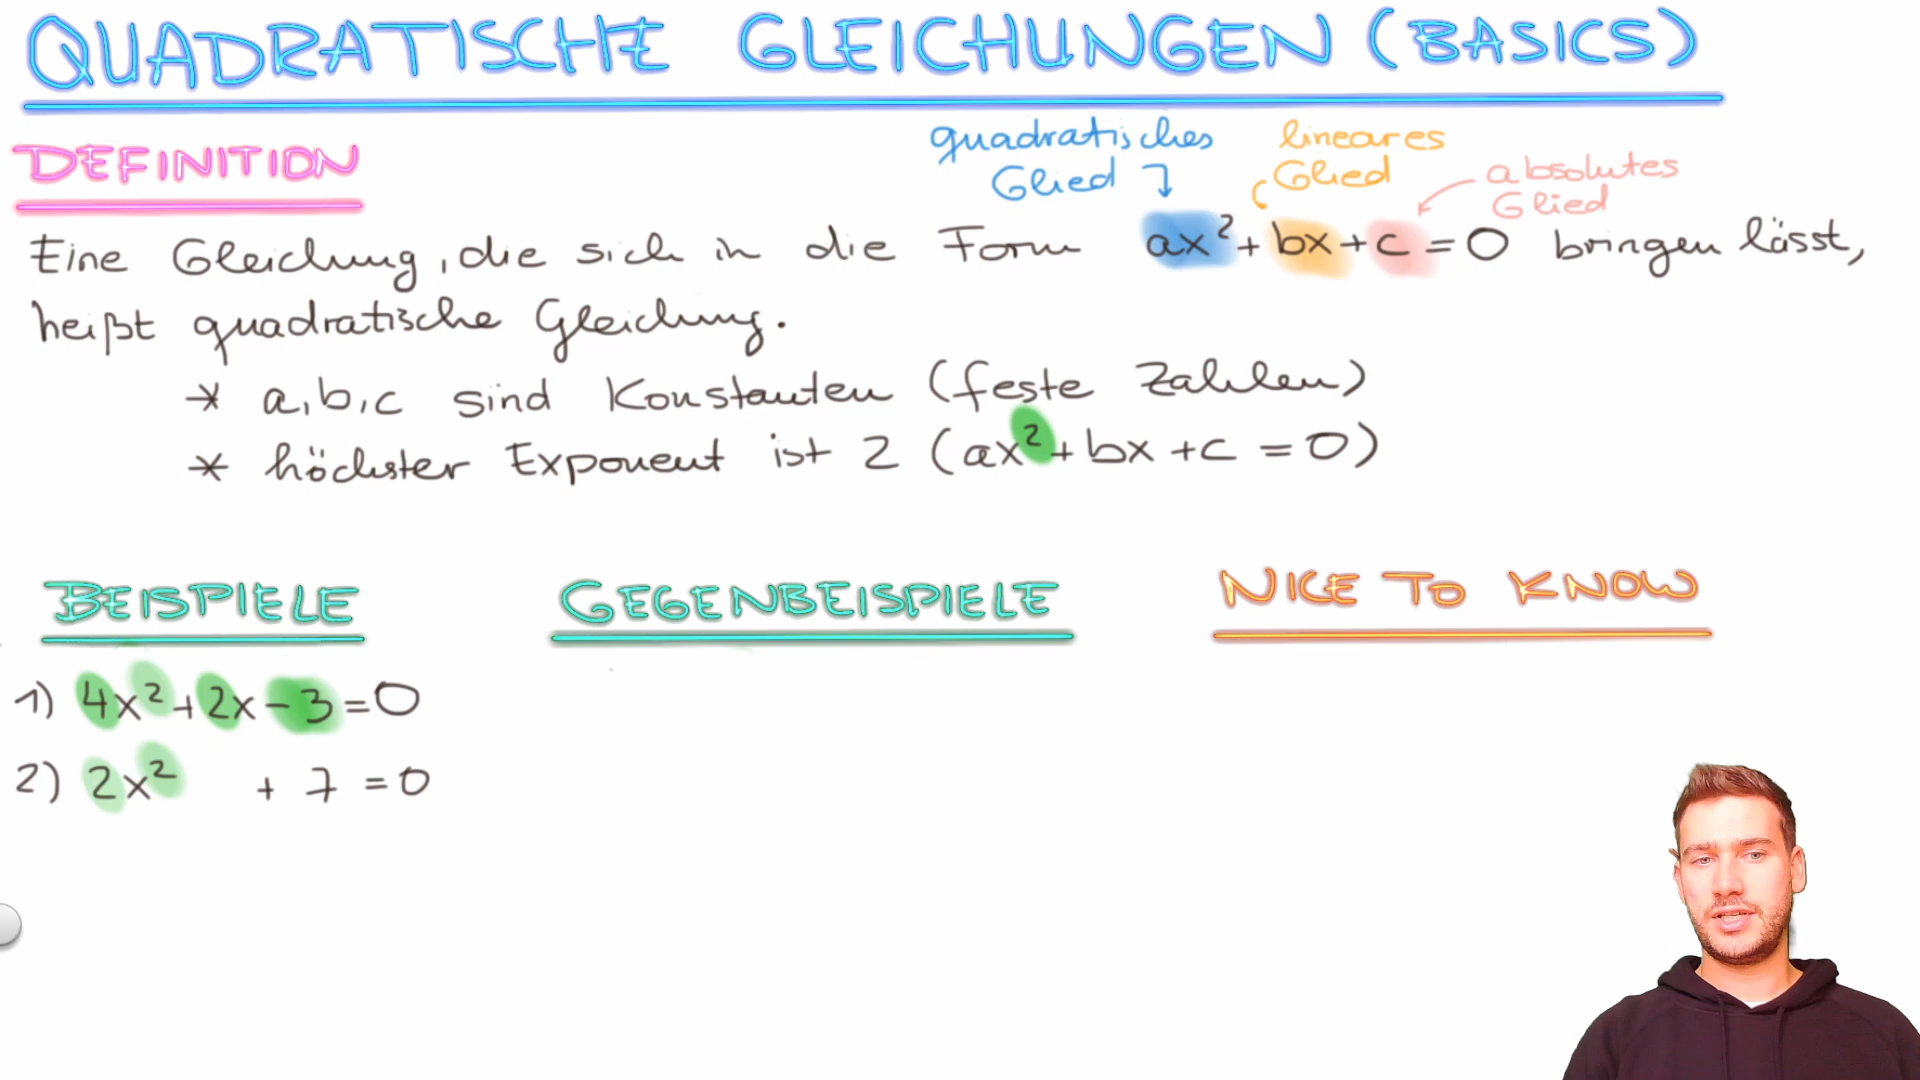 QUADRATISCHE GLEICHUNGEN (BASICS)
DEFINITION
quadratisches
Glied
lineares
Glied
absolutes
Glied
Eine Gleichung, die sich in die Form ax²+bx+c=0 bringen lässt,
heißt quadratische Gleichung.
* a,b,c sind Konstanten (feste Zahlen)
* höchster Exponent ist 2 (ax²+bx+c=0)
BEISPIELE
1) 4x²+2x-3=0
2) 2x² + 7 = 0
GEGENBEISPIELE
NICE TO KNOW